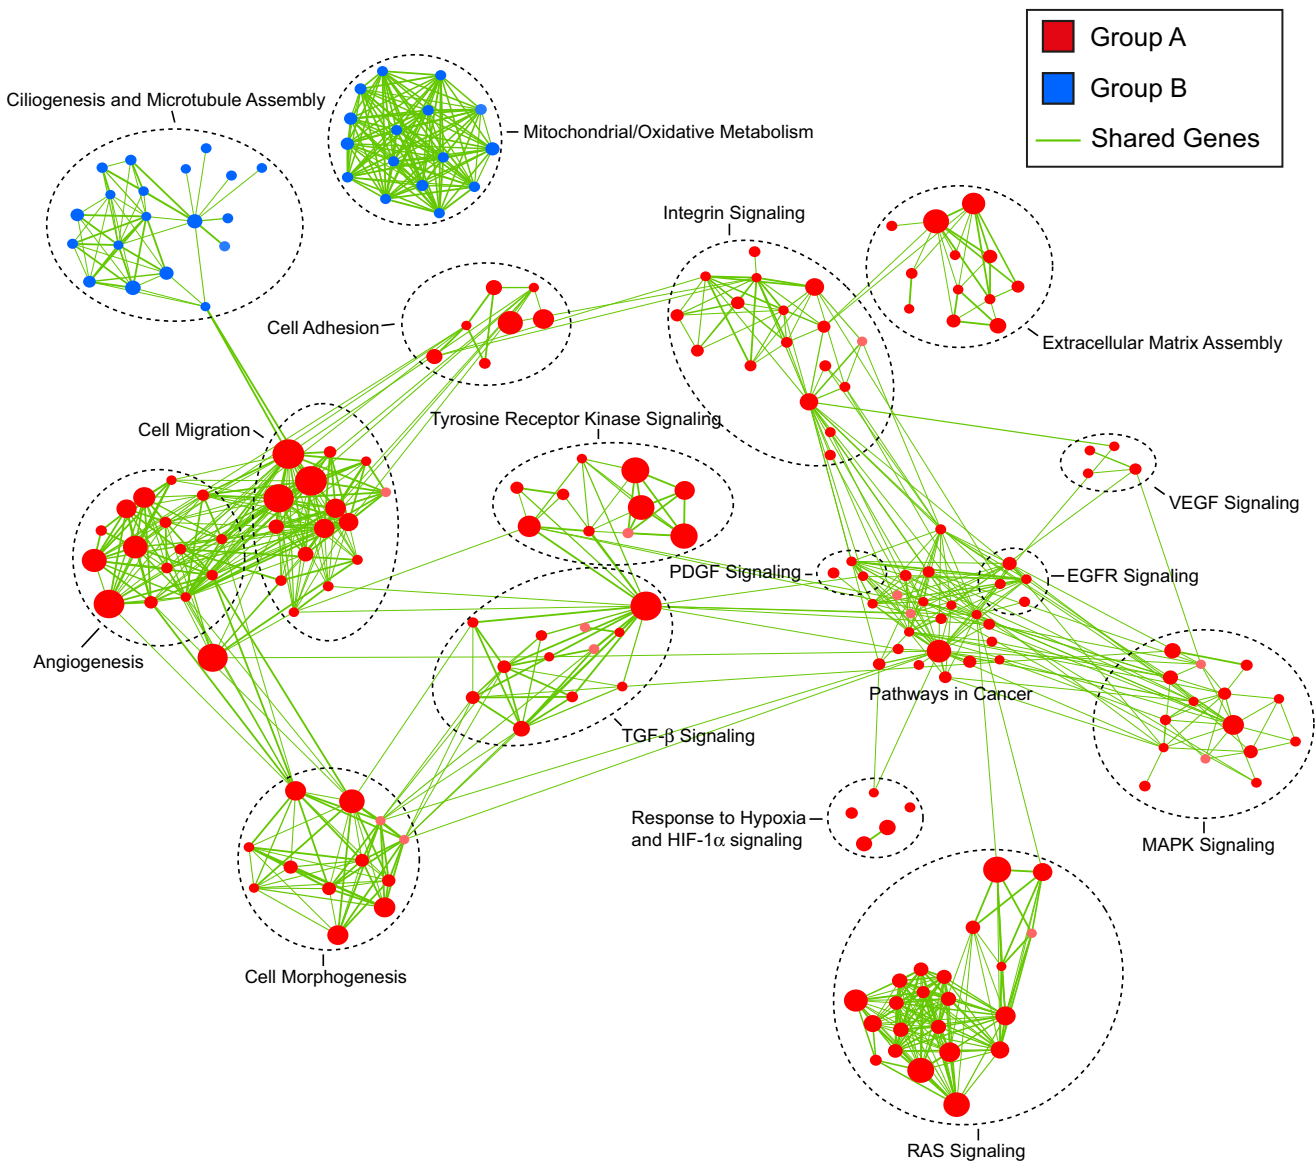 Group A
Group B
Shared Genes
Ciliogenesis and Microtubule Assembly
Mitochondrial/Oxidative Metabolism
Integrin Signaling
Cell Adhesion
Extracellular Matrix Assembly
Cell Migration
Tyrosine Receptor Kinase Signaling
VEGF Signaling
PDGF Signaling
EGFR Signaling
Angiogenesis
Pathways in Cancer
TGF-β Signaling
Response to Hypoxia
and HIF-1α signaling
MAPK Signaling
Cell Morphogenesis
RAS Signaling